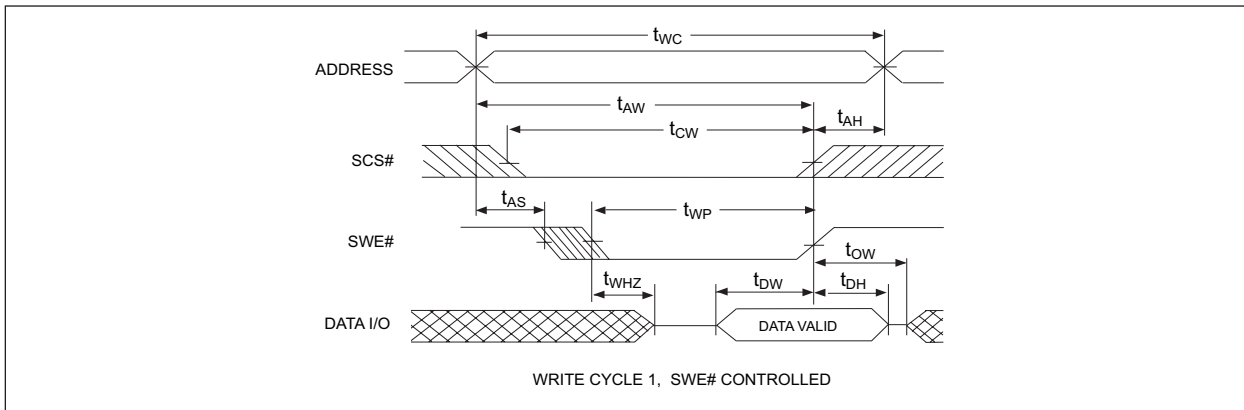 tWC
ADDRESS
tAW
tCW
tAH
SCS#
tAS
tWP
SWE#
tOW
tWHZ
tDW
tDH
DATA I/O
DATA VALID
WRITE CYCLE 1, SWE# CONTROLLED